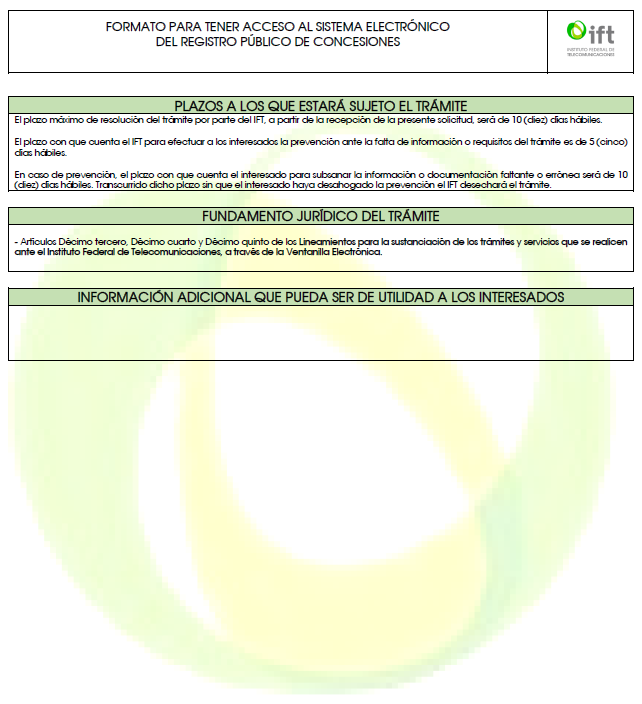 FORMATO PARA TENER ACCESO AL SISTEMA ELECTRÓNICO
DEL REGISTRO PÚBLICO DE CONCESIONES
ift
INSTITUTO FEDERAL DE
TELECOMUNICACIONES
PLAZOS A LOS QUE ESTARÁ SUJETO EL TRÁMITE
El plazo máximo de resolución del trámite por parte del IFT, a partir de la recepción de la presente solicitud, será de 10 (diez) días hábiles.
El plazo con que cuenta el IFT para efectuar a los interesados la prevención ante la falta de información o requisitos del trámite es de 5 (cinco)
días hábiles.
En caso de prevención, el plazo con que cuenta el interesado para subsanar la información o documentación faltante o errónea será de 10
(diez) días hábiles. Transcurrido dicho plazo sin que el interesado haya desahogado la prevención el IFT desechará el trámite.
FUNDAMENTO JURÍDICO DEL TRÁMITE
- Artículos Décimo tercero, Décimo cuarto y Décimo quinto de los Lineamientos para la sustanciación de los trámites y servicios que se realicen
ante el Instituto Federal de Telecomunicaciones, a través de la Ventanilla Electrónica.
INFORMACIÓN ADICIONAL QUE PUEDA SER DE UTILIDAD A LOS INTERESADOS